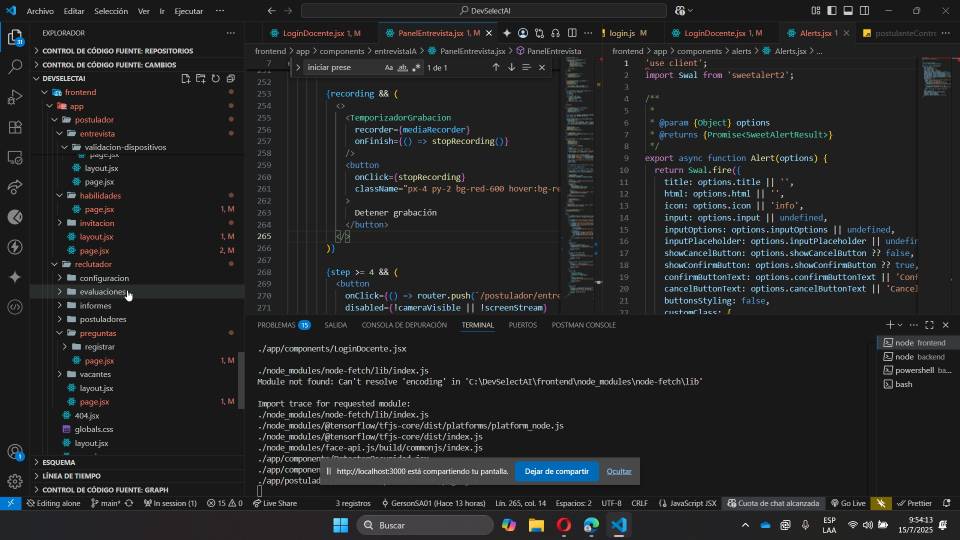 Archivo Editar Selección Ver Ir Ejecutar ...
DevSelectAI
EXPLORADOR ...
CONTROL DE CÓDIGO FUENTE: REPOSITORIOS
CONTROL DE CÓDIGO FUENTE: CAMBIOS
DEVSELECTAI
frontend
app
postulador
entrevista
validacion-dispositivos
page.jsx
layout.jsx
page.jsx
habilidades
page.jsx 1, M
invitacion
layout.jsx 1, M
page.jsx 2, M
reclutador
configuracion
evaluaciones
informes
postuladores
preguntas
registrar
page.jsx 1, M
vacantes
layout.jsx
page.jsx 1, M
404.jsx
globals.css
layout.jsx
ESQUEMA
LÍNEA DE TIEMPO
CONTROL DE CÓDIGO FUENTE: GRAPH
LoginDocente.jsx 1, M
PanelEntrevista.jsx 1, M
frontend > app > components > entrevistaIA > PanelEntrevista.jsx > PanelEntrevista
iniciar prese
Aa ab
1 de 1
252
253 {recording && (
254 <>
255 <TemporizadorGrabacion
256 recorder={mediaRecorder}
257 onFinish={() => stopRecording()}
258 />
259 <button
260 onClick={stopRecording}
261 className="px-4 py-2 bg-red-600 hover:bg-re
262 >
263 Detener grabación
264 </button>
265 </>
266 )}
267
268 {step >= 4 && (
269 <button
270 onClick={() => router.push(`/postulador/entre
271 disabled={!cameraVisible || !screenStream}
login.js M
LoginDocente.jsx 1, M
Alerts.jsx 1
postulanteContro
frontend > app > components > alerts > Alerts.jsx > ...
1 'use client';
2 import Swal from 'sweetalert2';
3
4 /**
5 *
6 * @param {Object} options
7 * @returns {Promise<SweetAlertResult>}
8 */
9 export async function Alert(options) {
10 return Swal.fire({
11 title: options.title || '',
12 html: options.html || '',
13 icon: options.icon || 'info',
14 input: options.input || undefined,
15 inputOptions: options.inputOptions || undefined,
16 inputPlaceholder: options.inputPlaceholder || undefin
17 showCancelButton: options.showCancelButton ?? false,
18 showConfirmButton: options.showConfirmButton ?? true,
19 confirmButtonText: options.confirmButtonText || 'Conf
20 cancelButtonText: options.cancelButtonText || 'Cancel
21 buttonsStyling: false,
22 customClass: {
PROBLEMAS 15 SALIDA CONSOLA DE DEPURACIÓN TERMINAL PUERTOS POSTMAN CONSOLE
./app/components/LoginDocente.jsx
./node_modules/node-fetch/lib/index.js
Module not found: Can't resolve 'encoding' in 'C:\DevSelectAI\frontend\node_modules\node-fetch\lib'
Import trace for requested module:
./node_modules/node-fetch/lib/index.js
./node_modules/@tensorflow/tfjs-core/dist/platforms/platform_node.js
./node_modules/@tensorflow/tfjs-core/dist/index.js
./node_modules/face-api.js/build/commonjs/index.js
./app/component
./app/postulad
node frontend
node backend
powershell ba...
bash
http://localhost:3000 está compartiendo tu pantalla.
Dejar de compartir
Ocultar
Editing alone main* In session (1) 15 0 Live Share 3 registros GersonSA01 (Hace 13 horas) Lín. 265, col. 14 Espacios: 2 UTF-8 CRLF JavaScript JSX Cuota de chat alcanzada Go Live Prettier
Buscar
ESP
LAA
9:54:13
15/7/2025